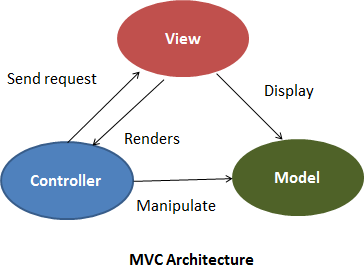 View
Send request
Display
Renders
Controller
Model
Manipulate
MVC Architecture